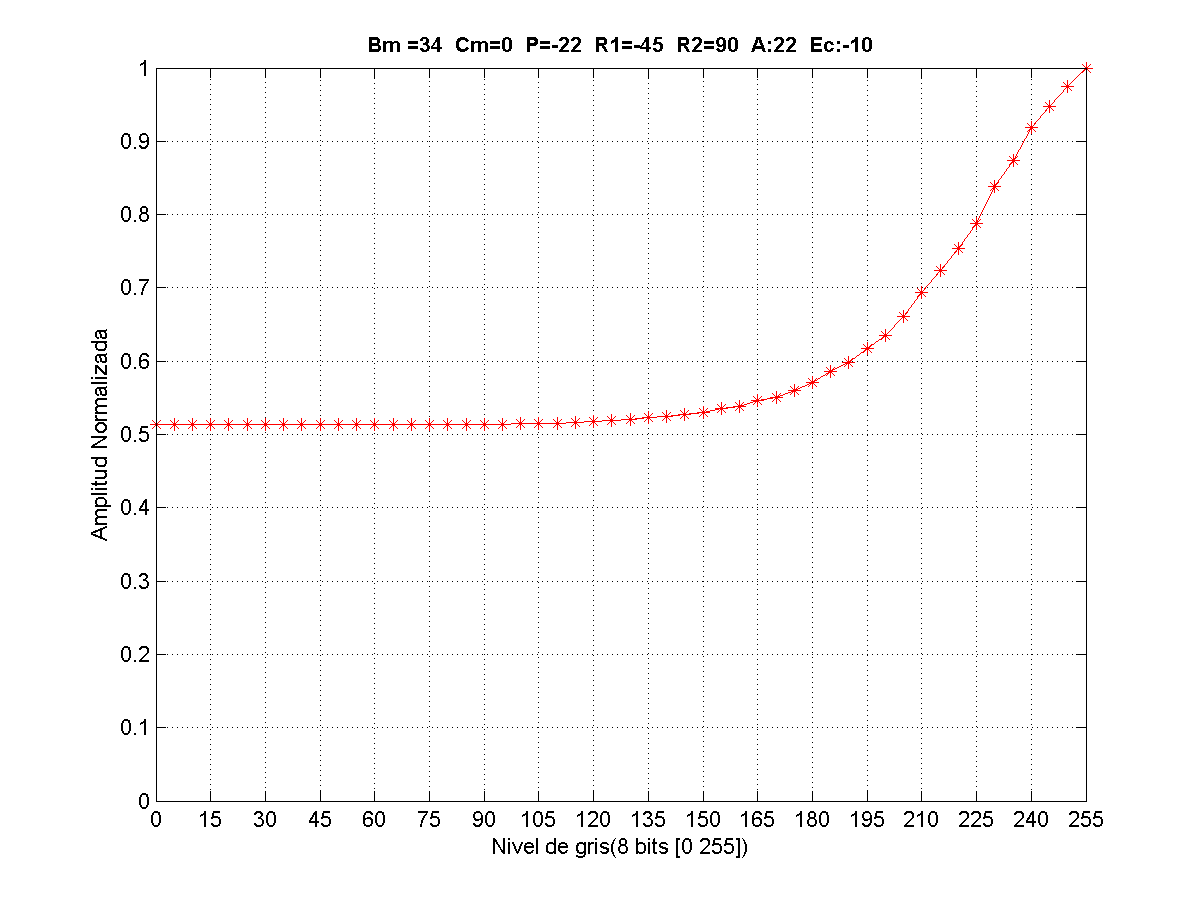 Bm =34 Cm=0 P=-22 R1=-45 R2=90 A:22 Ec:-10
1
0.9
0.8
0.7
0.6
0.5
0.4
0.3
0.2
0.1
0
Amplitud Normalizada
0 15 30 45 60 75 90 105 120 135 150 165 180 195 210 225 240 255
Nivel de gris(8 bits [0 255])